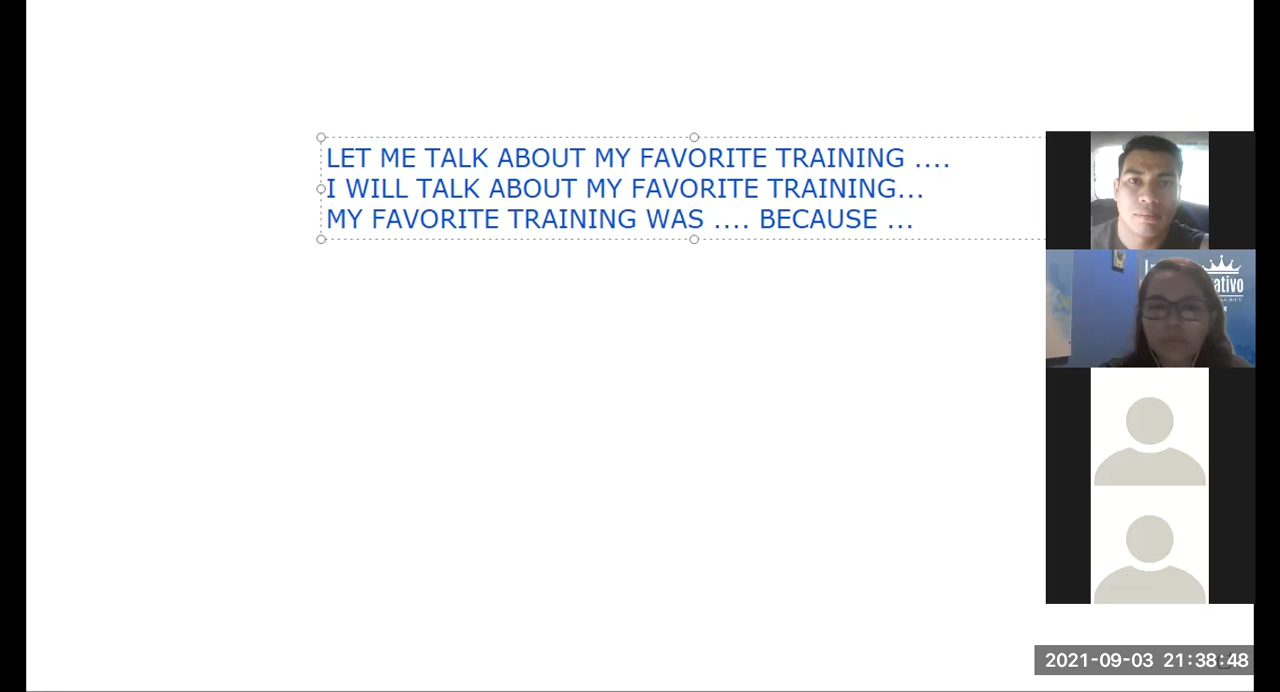 LET ME TALK ABOUT MY FAVORITE TRAINING ....
I WILL TALK ABOUT MY FAVORITE TRAINING...
MY FAVORITE TRAINING WAS .... BECAUSE ...
2021-09-03 21:38:48